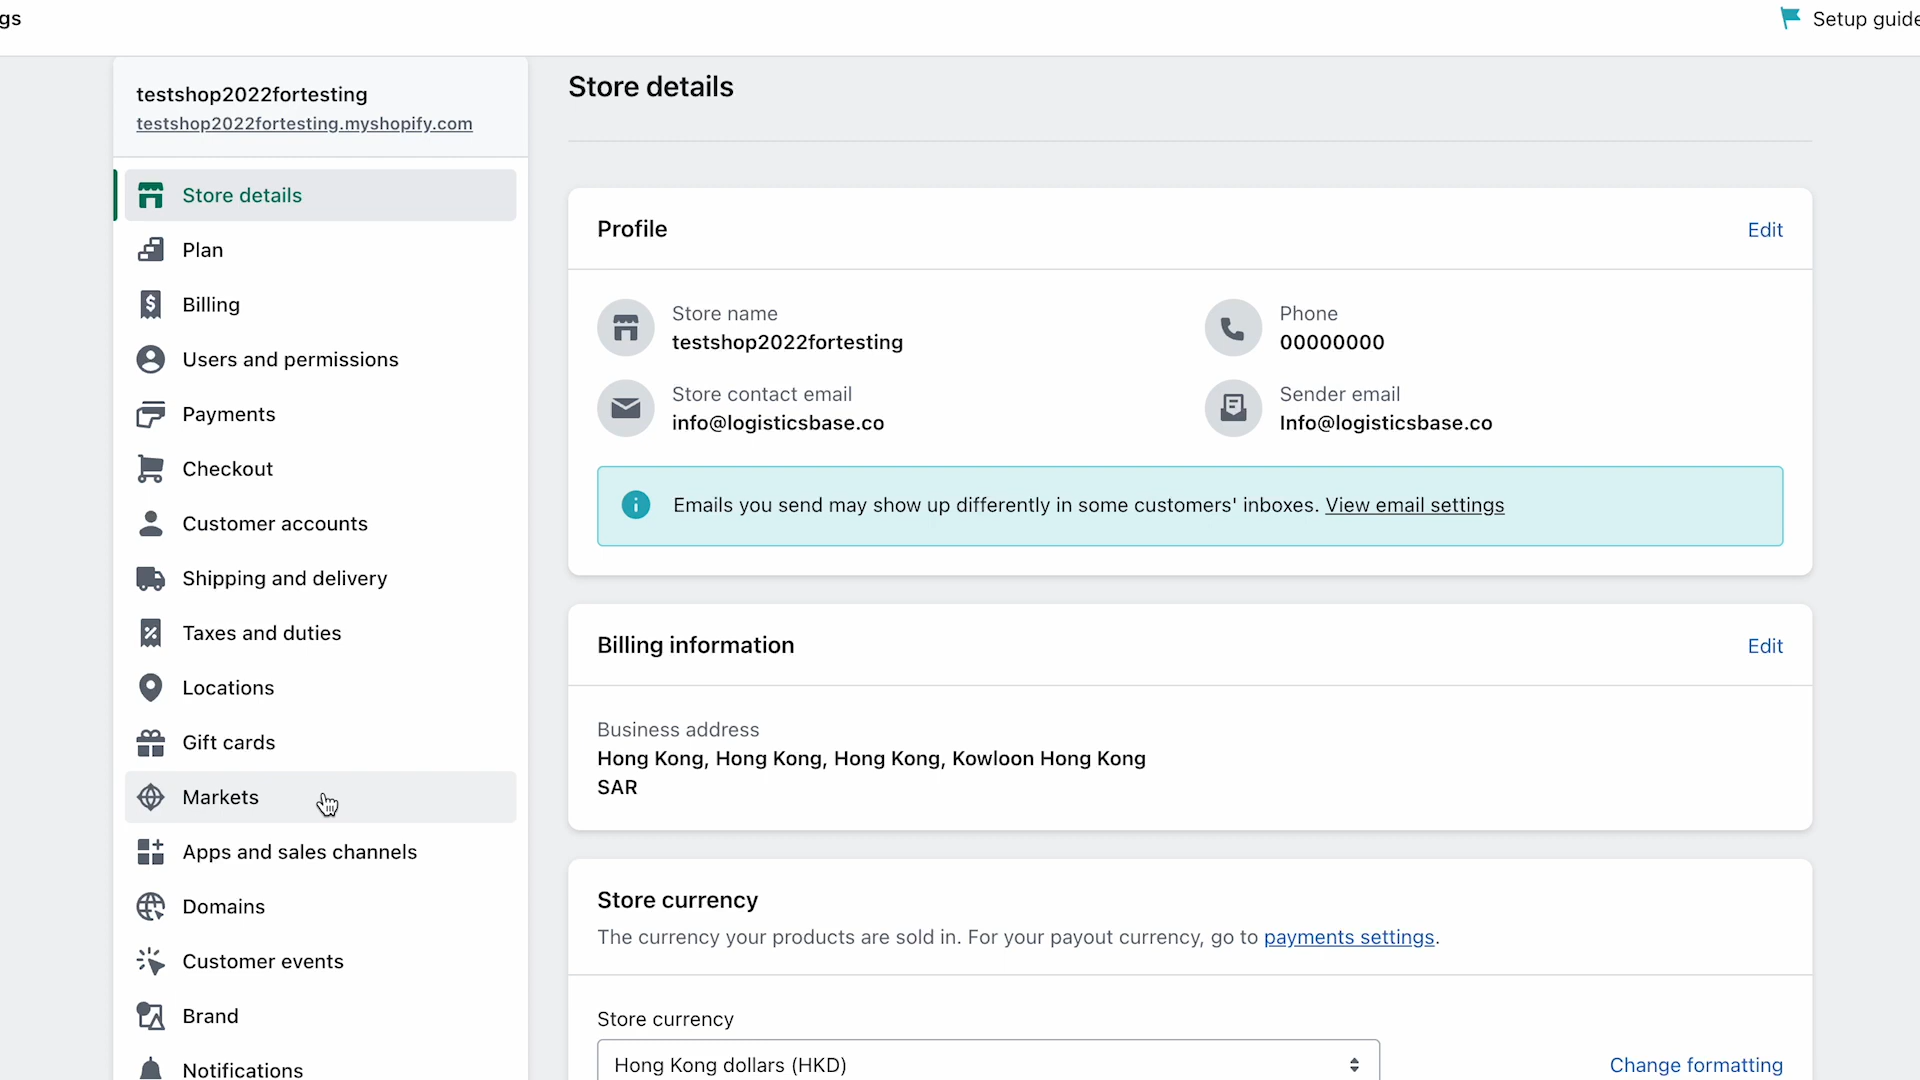 gs
Setup guide
testshop2022fortesting
testshop2022fortesting.myshopify.com
Store details
Plan
Billing
Users and permissions
Payments
Checkout
Customer accounts
Shipping and delivery
Taxes and duties
Locations
Gift cards
Markets
Apps and sales channels
Domains
Customer events
Brand
Notifications
Store details
Profile
Edit
Store name
testshop2022fortesting
Phone
00000000
Store contact email
info@logisticsbase.co
Sender email
Info@logisticsbase.co
Emails you send may show up differently in some customers' inboxes. View email settings
Billing information
Edit
Business address
Hong Kong, Hong Kong, Hong Kong, Kowloon Hong Kong
SAR
Store currency
The currency your products are sold in. For your payout currency, go to payments settings.
Store currency
Hong Kong dollars (HKD)
Change formatting